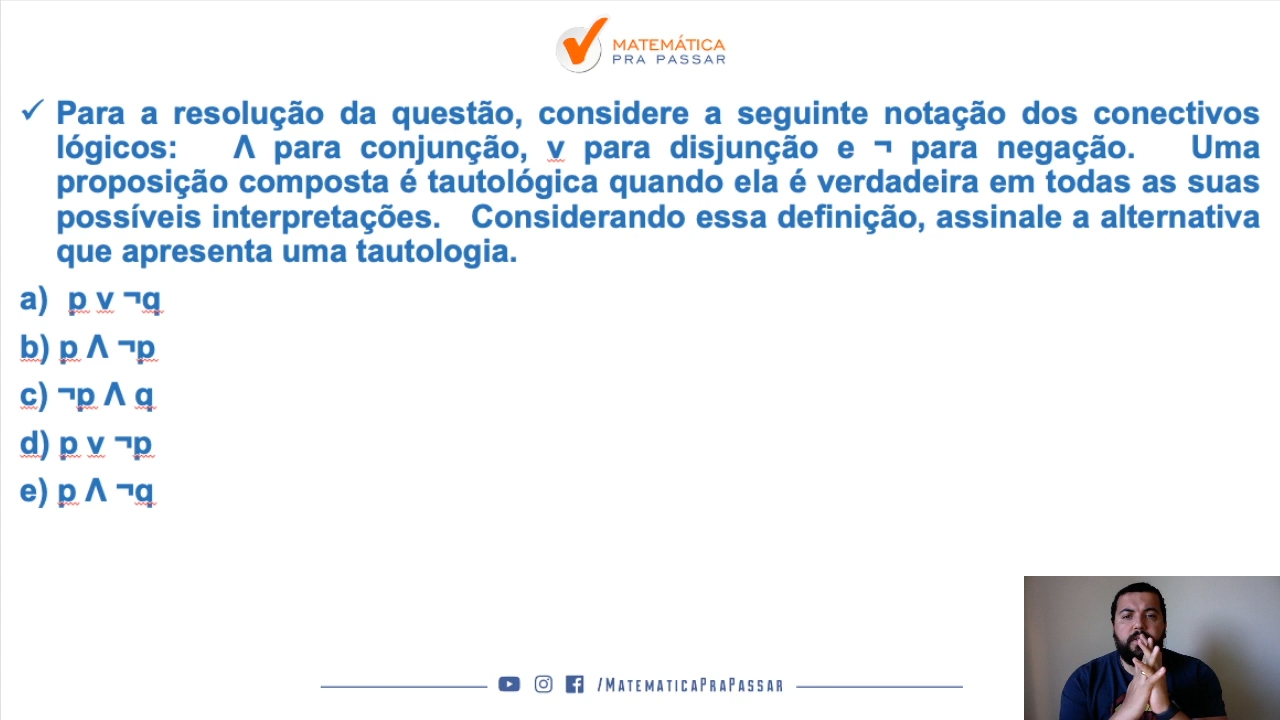 MATEMÁTICA
PRA PASSAR
✓ Para a resolução da questão, considere a seguinte notação dos conectivos
lógicos: Λ para conjunção, v para disjunção e ¬ para negação. Uma
proposição composta é tautológica quando ela é verdadeira em todas as suas
possíveis interpretações. Considerando essa definição, assinale a alternativa
que apresenta uma tautologia.
a) p v ¬q
b) p Λ ¬p
c) ¬p Λ q
d) p v ¬p
e) p Λ ¬q
/MATEMATICAPRAPASSAR